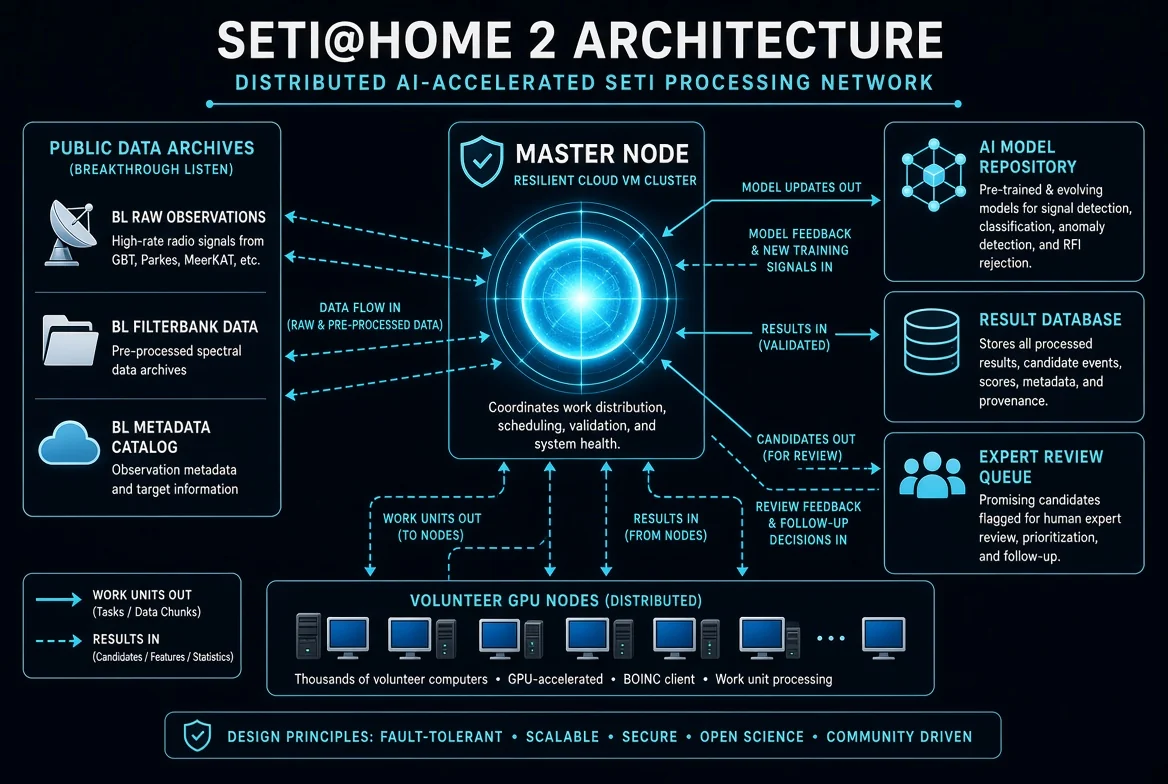 SETI@HOME 2 ARCHITECTURE
DISTRIBUTED AI-ACCELERATED SETI PROCESSING NETWORK
PUBLIC DATA ARCHIVES
(BREAKTHROUGH LISTEN)
BL RAW OBSERVATIONS
High-rate radio signals from
GBT, Parkes, MeerKAT, etc.
BL FILTERBANK DATA
Pre-processed spectral
data archives
BL METADATA
CATALOG
Observation metadata
and target information
DATA FLOW IN
(RAW & PRE-PROCESSED DATA)
MASTER NODE
RESILIENT CLOUD VM CLUSTER
Coordinates work distribution,
scheduling, validation, and
system health.
MODEL UPDATES OUT
MODEL FEEDBACK
& NEW TRAINING
SIGNALS IN
RESULTS IN
(VALIDATED)
CANDIDATES OUT
(FOR REVIEW)
REVIEW FEEDBACK
& FOLLOW-UP
DECISIONS IN
AI MODEL
REPOSITORY
Pre-trained & evolving
models for signal detection,
classification, anomaly
detection, and RFI
rejection.
RESULT DATABASE
Stores all processed
results, candidate events,
scores, metadata, and
provenance.
EXPERT REVIEW
QUEUE
Promising candidates
flagged for human expert
review, prioritization,
and follow-up.
WORK UNITS OUT
(TO NODES)
RESULTS IN
(FROM NODES)
WORK UNITS OUT
(Tasks / Data Chunks)
RESULTS IN
(Candidates / Features / Statistics)
VOLUNTEER GPU NODES (DISTRIBUTED)
Thousands of volunteer computers • GPU-accelerated • BOINC client • Work unit processing
DESIGN PRINCIPLES: FAULT-TOLERANT • SCALABLE • SECURE • OPEN SCIENCE • COMMUNITY DRIVEN